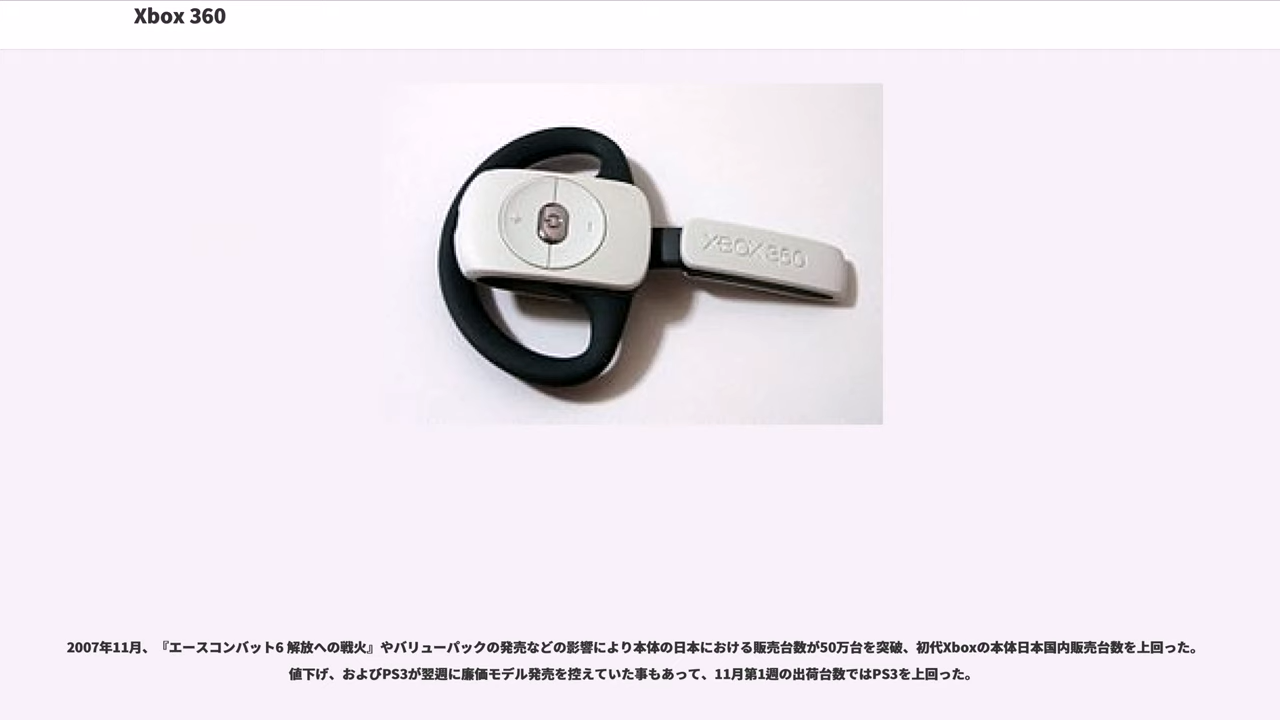 Xbox 360
XBOX 360
2007年11月、『エースコンバット6 解放への戦火』やバリューパックの発売などの影響により本体の日本における販売台数が50万台を突破、初代Xboxの本体日本国内販売台数を上回った。
値下げ、およびPS3が翌週に廉価モデル発売を控えていた事もあって、11月第1週の出荷台数ではPS3を上回った。